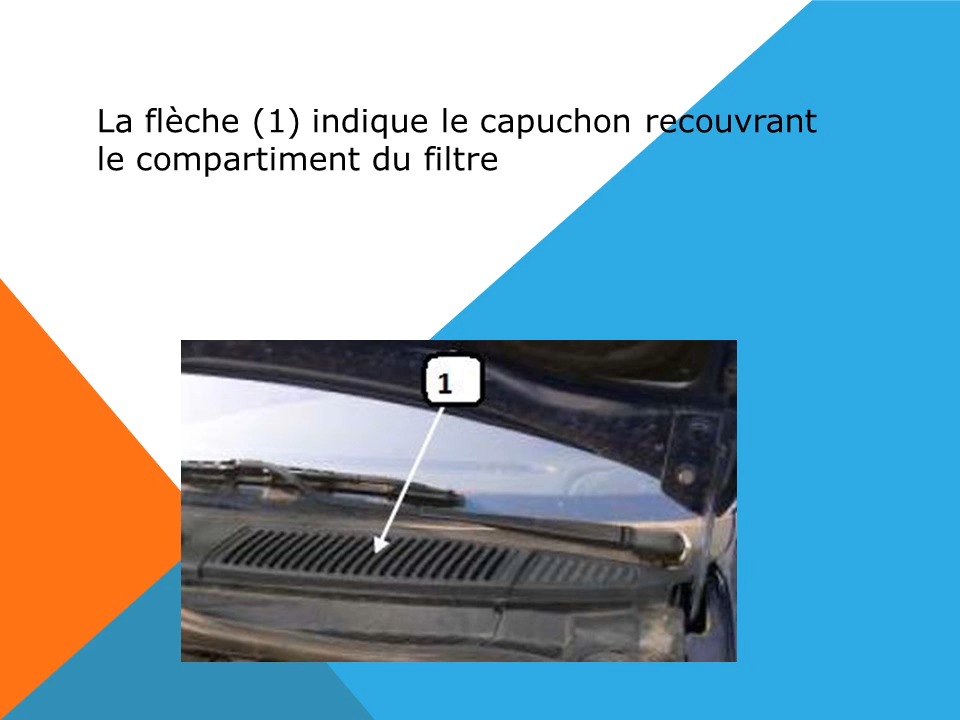 La flèche (1) indique le capuchon recouvrant
le compartiment du filtre
1